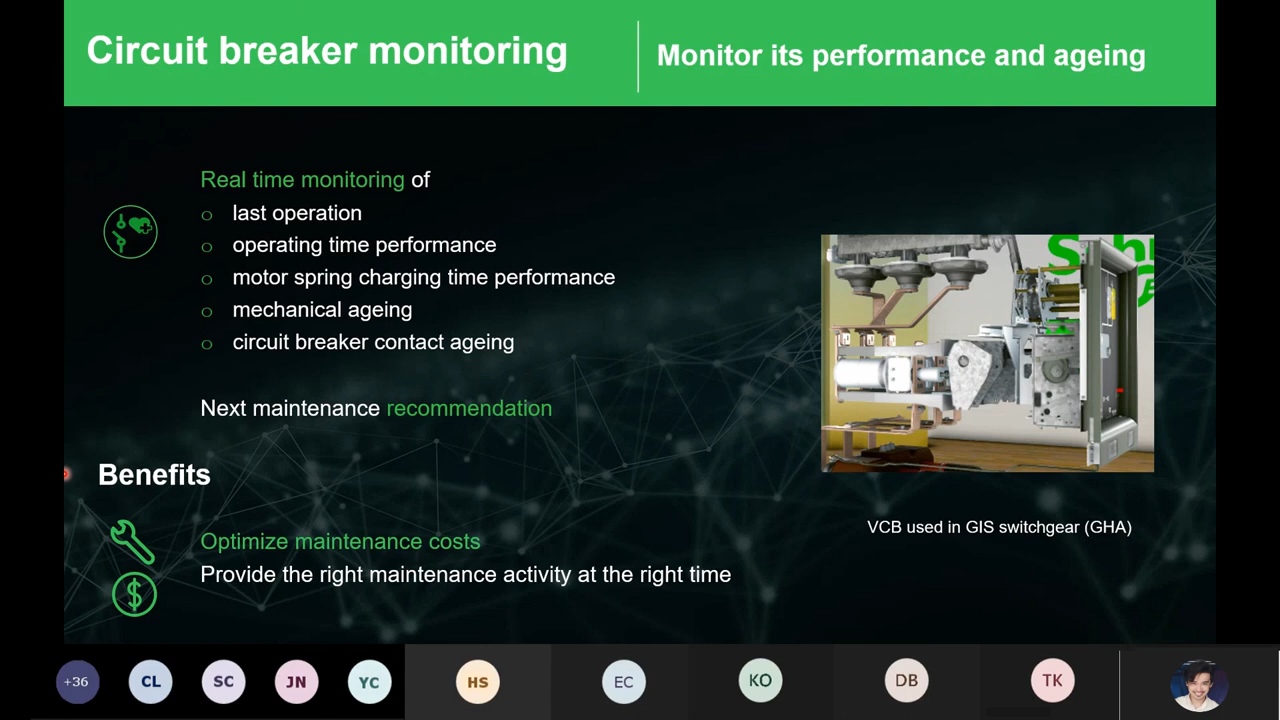 Circuit breaker monitoring
Monitor its performance and ageing
Real time monitoring of
o last operation
o operating time performance
o motor spring charging time performance
o mechanical ageing
o circuit breaker contact ageing
Next maintenance recommendation
Benefits
Optimize maintenance costs
Provide the right maintenance activity at the right time
$
VCB used in GIS switchgear (GHA)
+36
CL
SC
JN
YC
HS
EC
KO
DB
TK